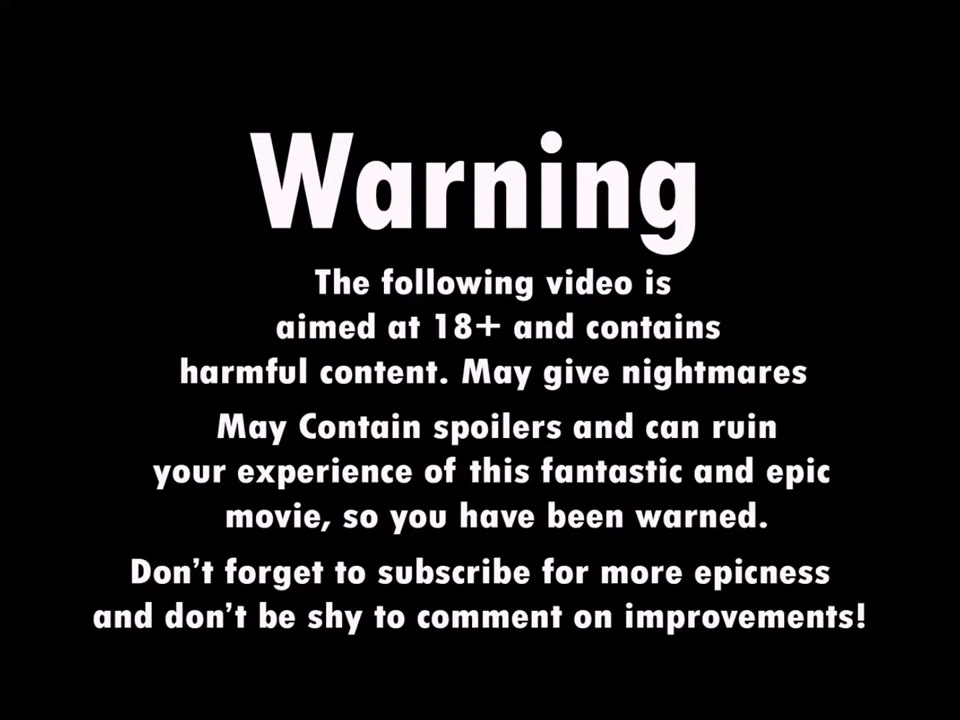 Warning
The following video is
aimed at 18+ and contains
harmful content. May give nightmares
May Contain spoilers and can ruin
your experience of this fantastic and epic
movie, so you have been warned.
Don’t forget to subscribe for more epicness
and don’t be shy to comment on improvements!